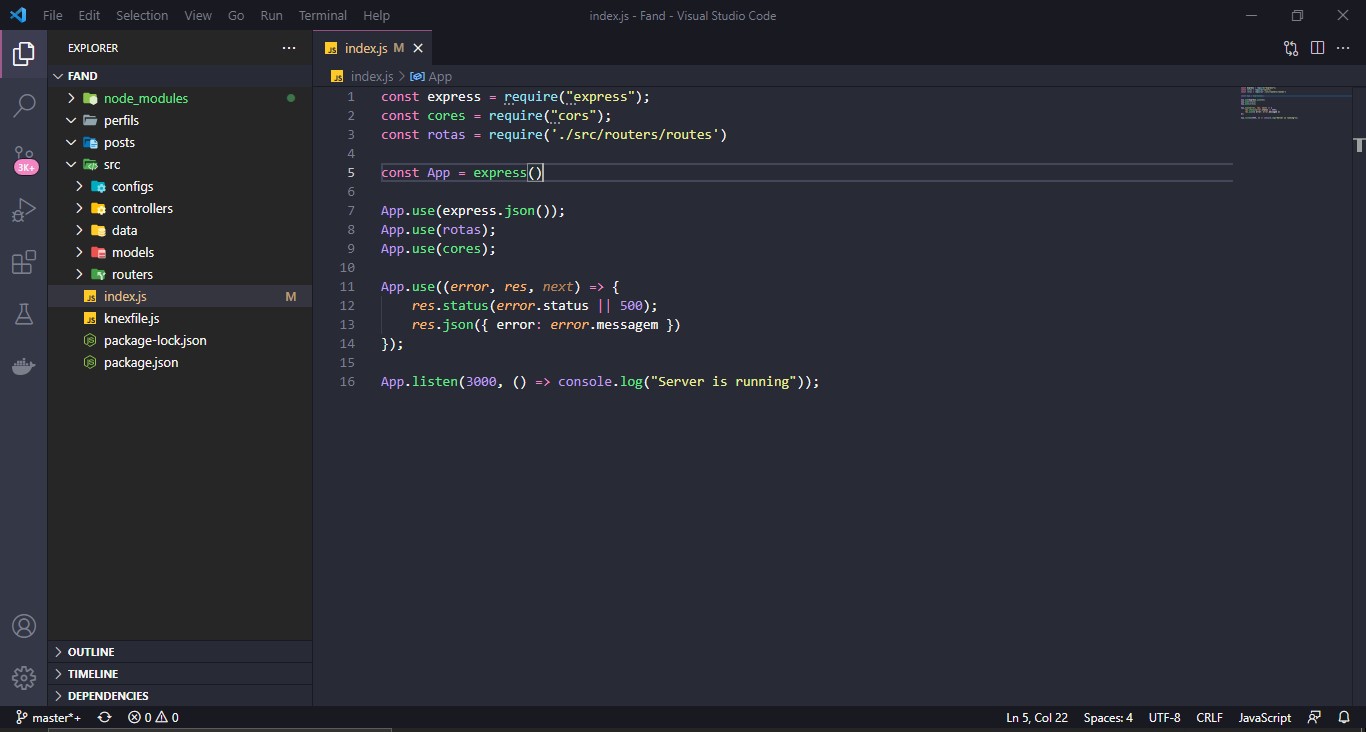 File Edit Selection View Go Run Terminal Help
index.js - Fand - Visual Studio Code
EXPLORER
FAND
node_modules
perfils
posts
src
configs
controllers
data
models
routers
index.js M
knexfile.js
package-lock.json
package.json
OUTLINE
TIMELINE
DEPENDENCIES
3K+
JS index.js M
JS index.js > App
1 const express = require("express");
2 const cores = require("cors");
3 const rotas = require('./src/routers/routes')
4
5 const App = express()
6
7 App.use(express.json());
8 App.use(rotas);
9 App.use(cores);
10
11 App.use((error, res, next) => {
12 res.status(error.status || 500);
13 res.json({ error: error.messagem })
14 });
15
16 App.listen(3000, () => console.log("Server is running"));
master*+ 0 0 Ln 5, Col 22 Spaces: 4 UTF-8 CRLF JavaScript